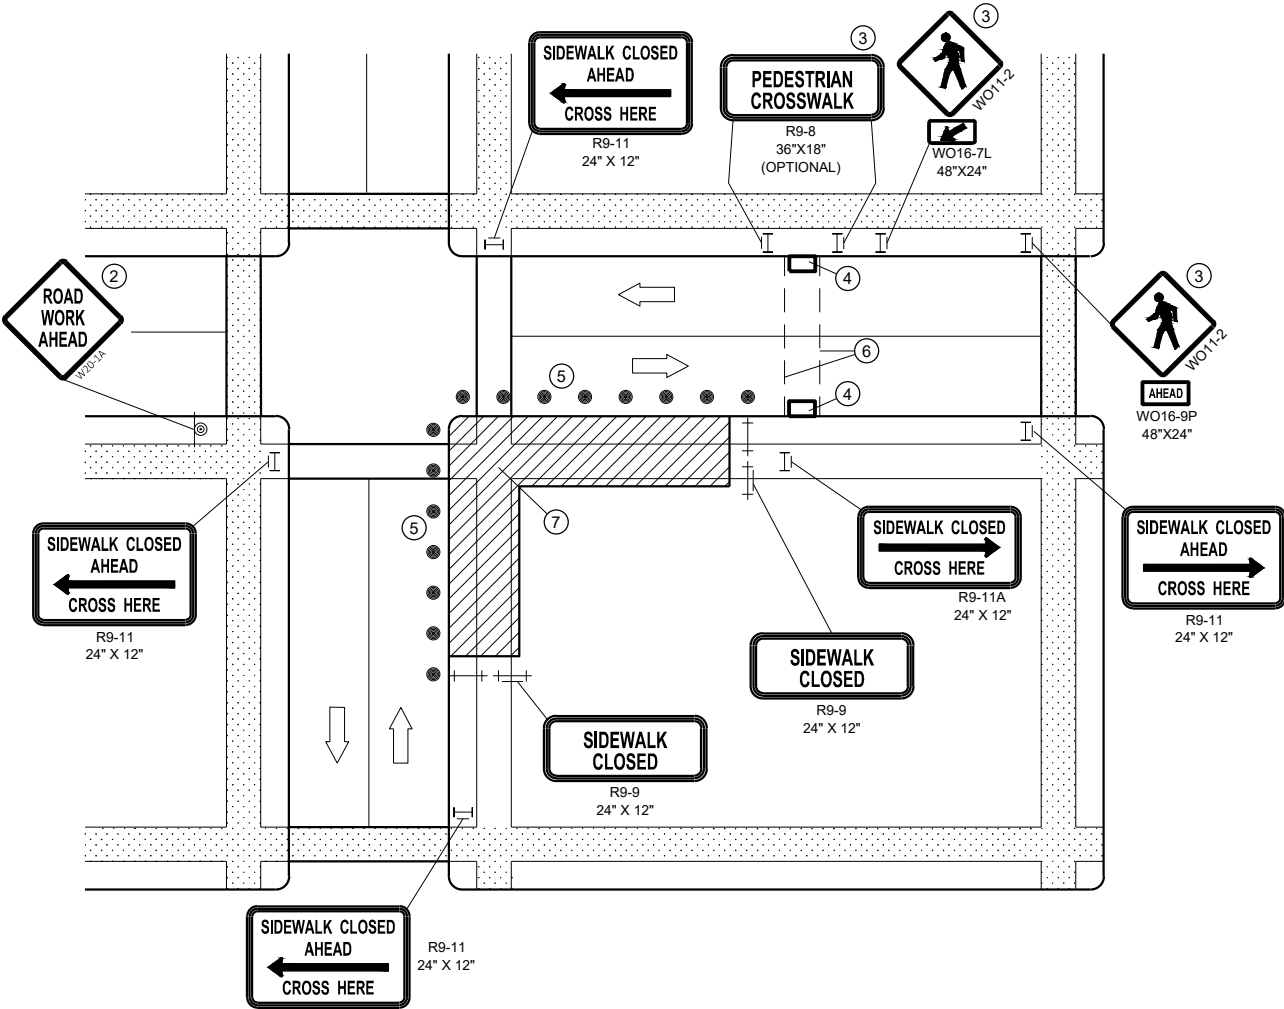 SIDEWALK CLOSED
AHEAD
CROSS HERE
R9-11
24" X 12"
3
PEDESTRIAN
CROSSWALK
R9-8
36"X18"
(OPTIONAL)
3
WO11-2
WO16-7L
48"X24"
2
ROAD
WORK
AHEAD
W20-1A
4
6
5
4
3
WO11-2
AHEAD
WO16-9P
48"X24"
SIDEWALK CLOSED
AHEAD
CROSS HERE
R9-11
24" X 12"
5
7
SIDEWALK CLOSED
CROSS HERE
R9-11A
24" X 12"
SIDEWALK CLOSED
AHEAD
CROSS HERE
R9-11
24" X 12"
SIDEWALK
CLOSED
R9-9
24" X 12"
SIDEWALK
CLOSED
R9-9
24" X 12"
SIDEWALK CLOSED
AHEAD
CROSS HERE
R9-11
24" X 12"